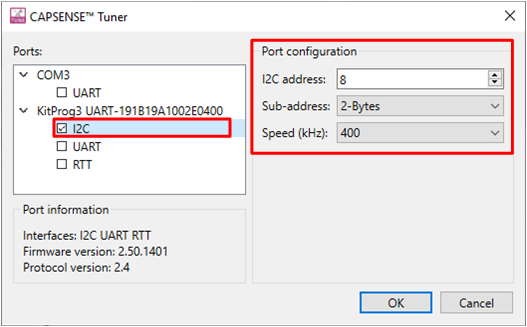 CAPSENSE™ Tuner
Ports:
COM3
UART
KitProg3 UART-191B19A1002E0400
I2C
UART
RTT
Port information
Interfaces: I2C UART RTT
Firmware version: 2.50.1401
Protocol version: 2.4
Port configuration
I2C address: 8
Sub-address: 2-Bytes
Speed (kHz): 400
OK
Cancel